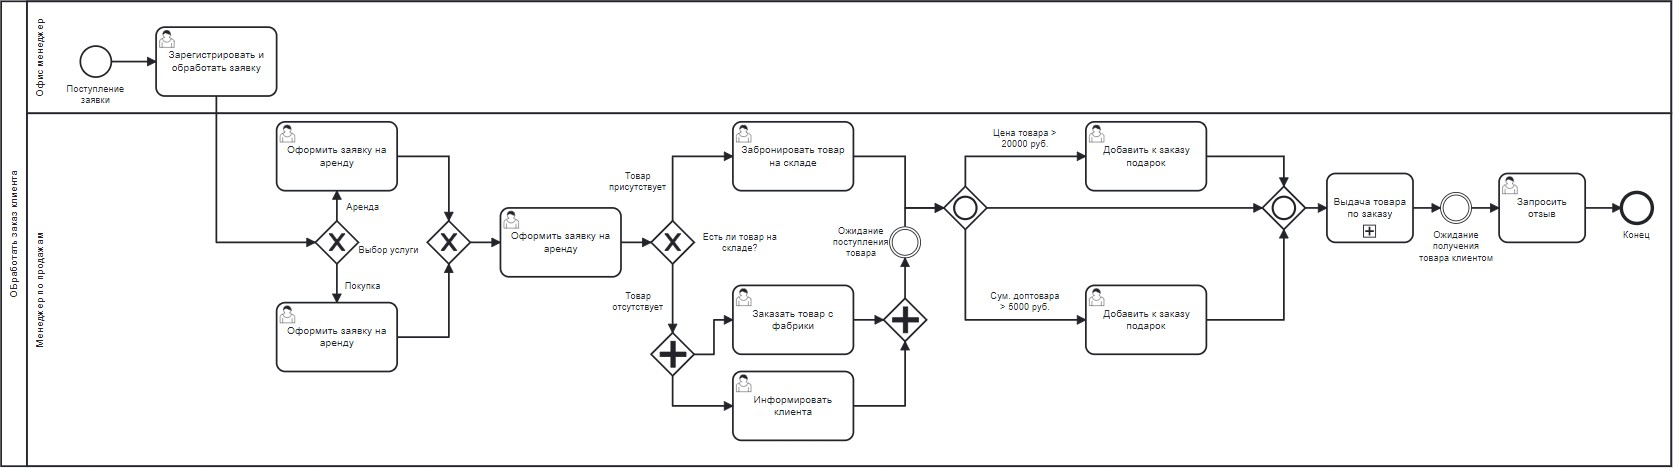 ОБработать заказ клиента
Офис менеджер
Поступление
заявки
Зарегистрировать и
обработать заявку
Менеджер по продажам
Оформить заявку на
аренду
Аренда
Выбор услуги
Покупка
Оформить заявку на
аренду
Оформить заявку на
аренду
Товар
присутствует
Есть ли товар на
складе?
Товар
отсутствует
Забронировать товар
на складе
Заказать товар с
фабрики
Информировать
клиента
Ожидание
поступления
товара
Цена товара >
20000 руб.
Добавить к заказу
подарок
Сум. доптовара
> 5000 руб.
Добавить к заказу
подарок
Выдача товара
по заказу
Ожидание
получения
товара клиентом
Запросить
отзыв
Конец